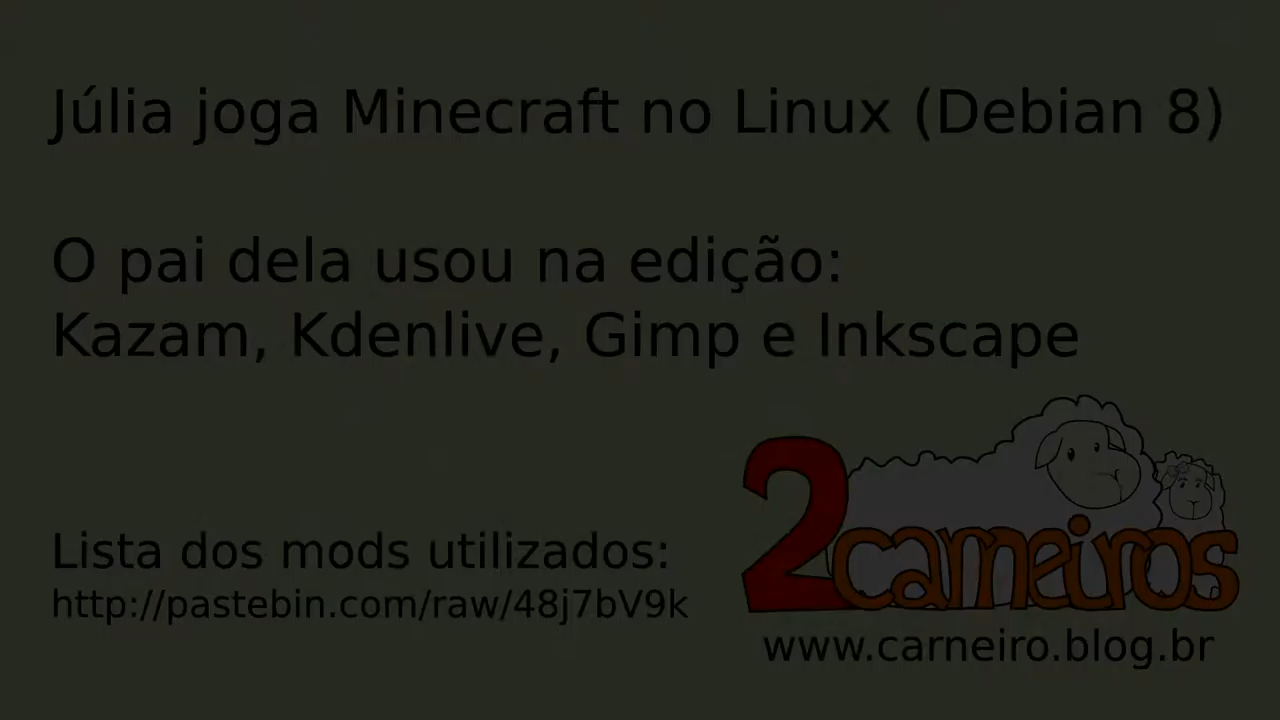 Júlia joga Minecraft no Linux (Debian 8)
O pai dela usou na edição:
Kazam, Kdenlive, Gimp e Inkscape
Lista dos mods utilizados:
http://pastebin.com/raw/48j7bV9k
2carneiros
www.carneiro.blog.br